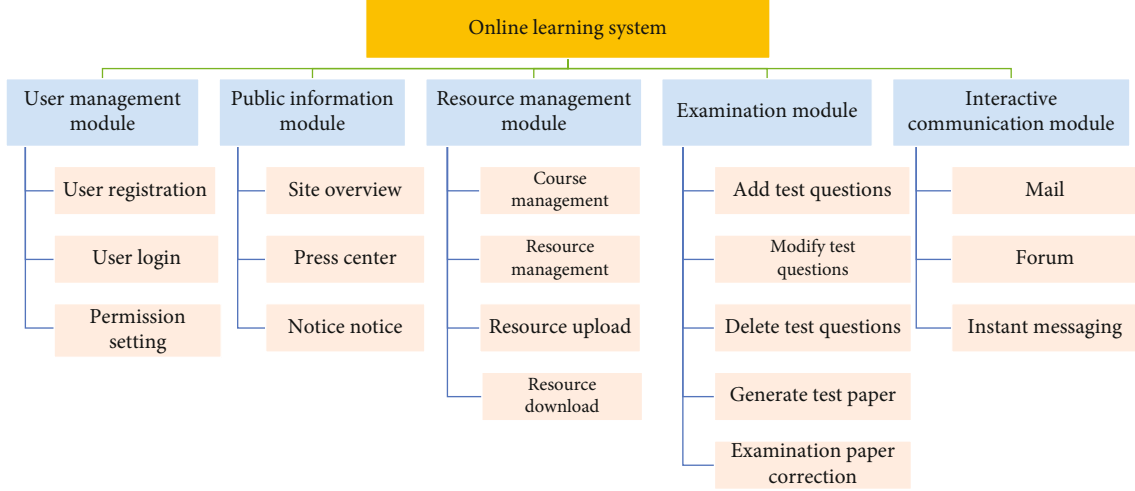 Online learning system
User management
module
User registration
User login
Permission
setting
Public information
module
Site overview
Press center
Notice notice
Resource management
module
Course
management
Resource
management
Resource upload
Resource
download
Examination module
Add test questions
Modify test
questions
Delete test questions
Generate test paper
Examination paper
correction
Interactive
communication module
Mail
Forum
Instant messaging